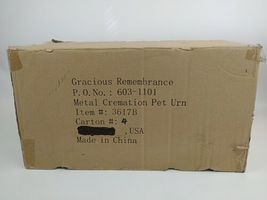 Gracious Remembrance
P.O.No.: 603-1101
Metal Cremation Pet Urn
Item #: 3617B
Carton #: 4
,USA
Made in China